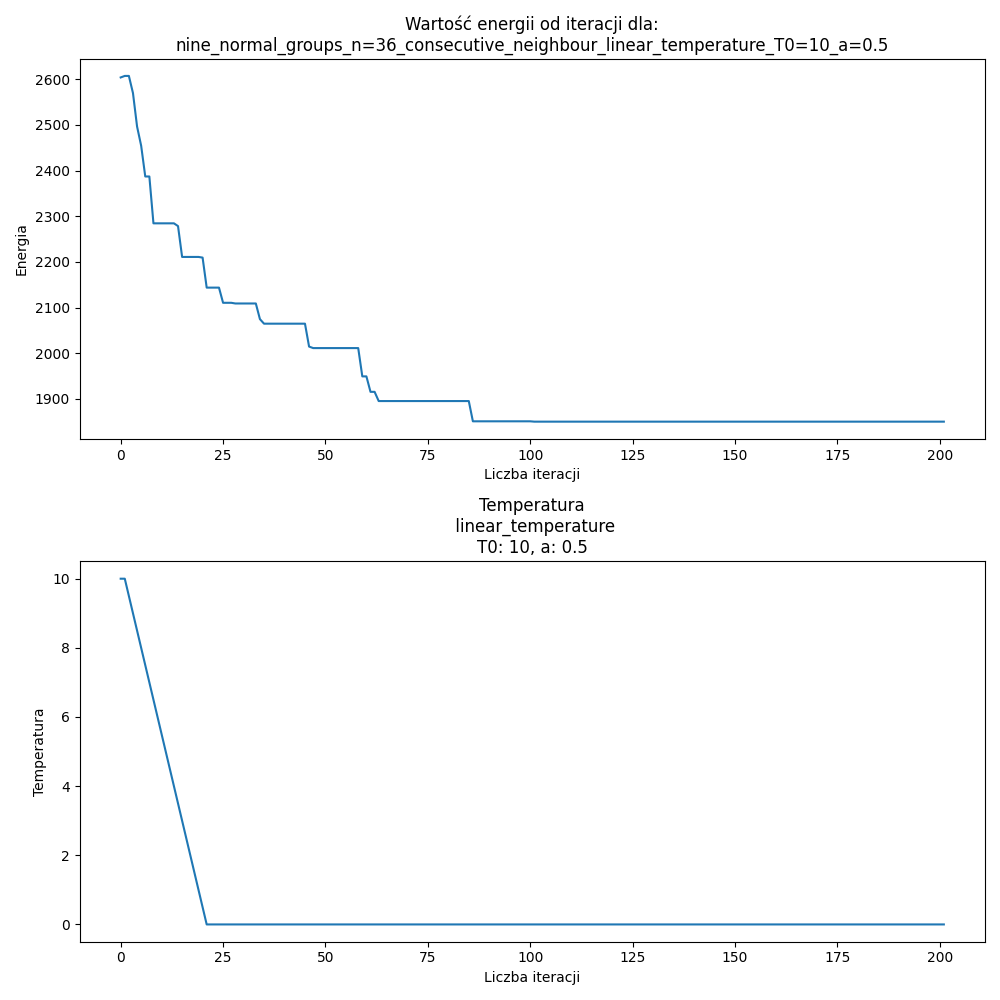 Wartość energii od iteracji dla:
nine_normal_groups_n=36_consecutive_neighbour_linear_temperature_T0=10_a=0.5
2600
2500
2400
2300
2200
2100
2000
1900
Energia
0 25 50 75 100 125 150 175 200
Liczba iteracji
Temperatura
linear_temperature
T0: 10, a: 0.5
10
8
6
4
2
0
Temperatura
0 25 50 75 100 125 150 175 200
Liczba iteracji